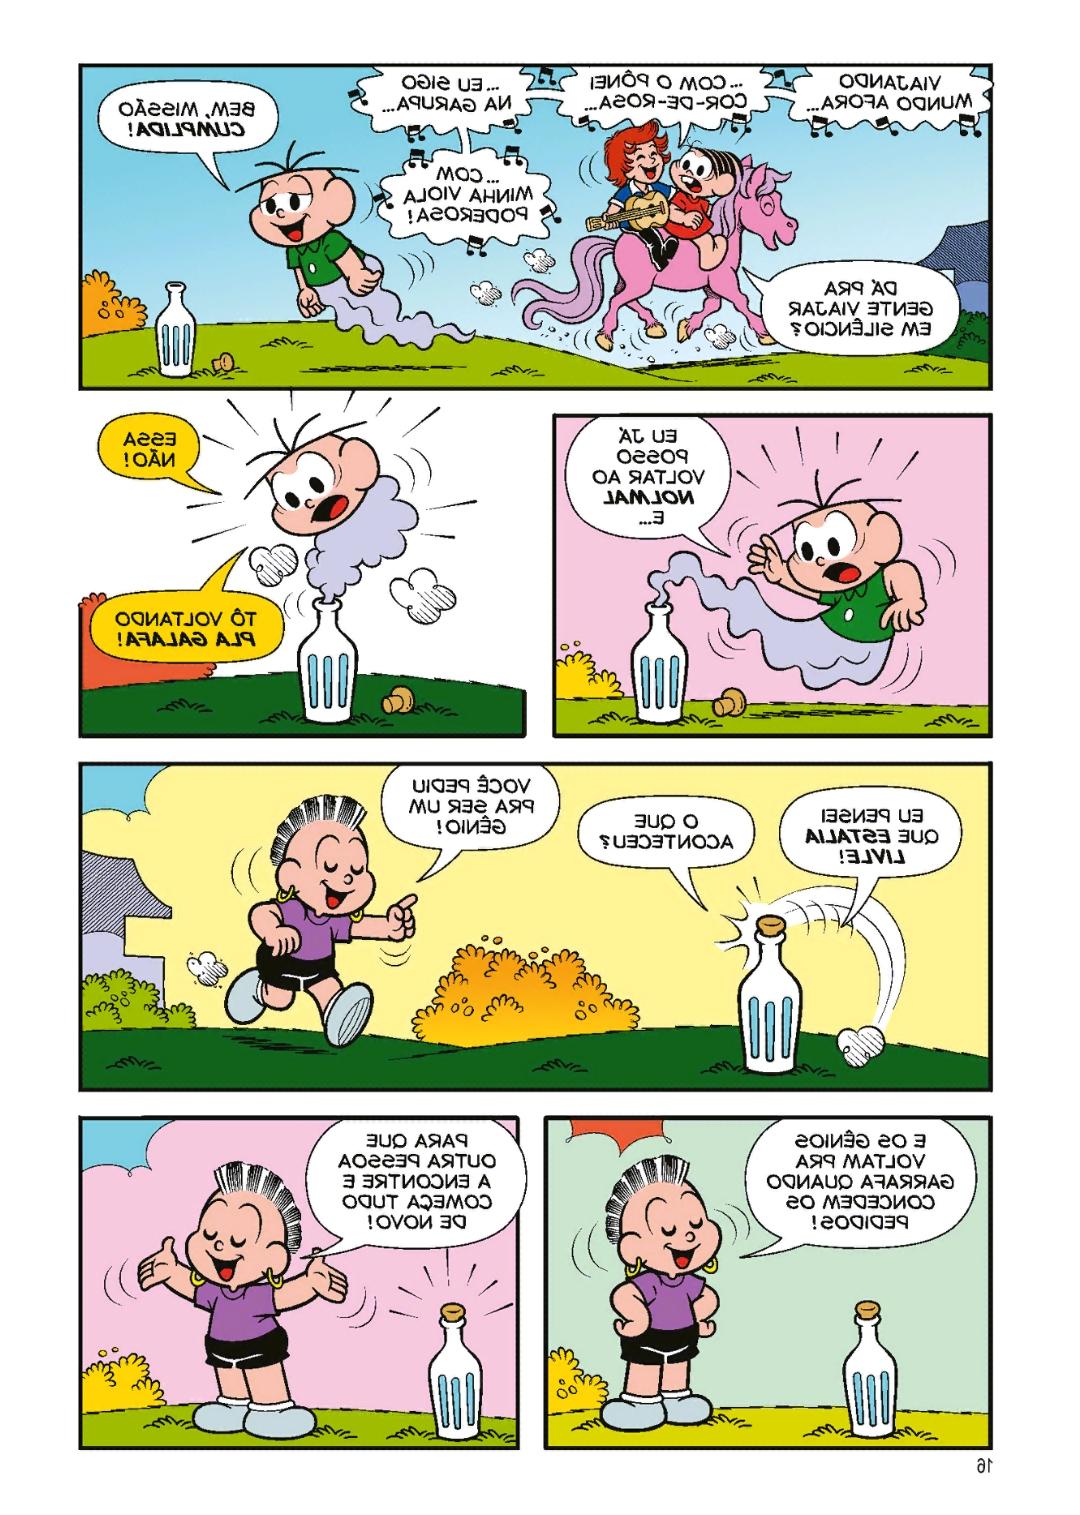 VIAJANDO
MUNDO AFORA...
...COM O PÔNEI
COR-DE-ROSA...
...EU SIGO
NA GARUPA...
...COM
MINHA VIOLA
PODEROSA!
DÁ PRA
GENTE VIAJAR
EM SILÊNCIO?
BEM, MISSÃO
CUMPLIDA!
EU JÁ
POSSO
VOLTAR AO
NOLMAL
E...
ESSA
NÃO!
TÔ VOLTANDO
PLA GALAFA!
EU PENSEI
QUE ESTALIA
LIVLE!
O QUE
ACONTECEU?
VOCÊ PEDIU
PRA SER UM
GÊNIO!
E OS GÊNIOS
VOLTAM PRA
GARRAFA QUANDO
CONCEDEM OS
PEDIDOS!
PARA QUE
OUTRA PESSOA
A ENCONTRE E
COMEÇA TUDO
DE NOVO!
16